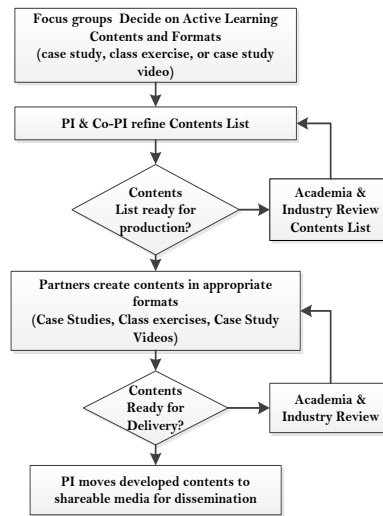 Focus groups Decide on Active Learning
Contents and Formats
(case study, class exercise, or case study
video)
PI & Co-PI refine Contents List
Contents
List ready for
production?
Academia &
Industry Review
Contents List
Partners create contents in appropriate
formats
(Case Studies, Class exercises, Case Study
Videos)
Contents
Ready for
Delivery?
Academia &
Industry Review
PI moves developed contents to
shareable media for dissemination